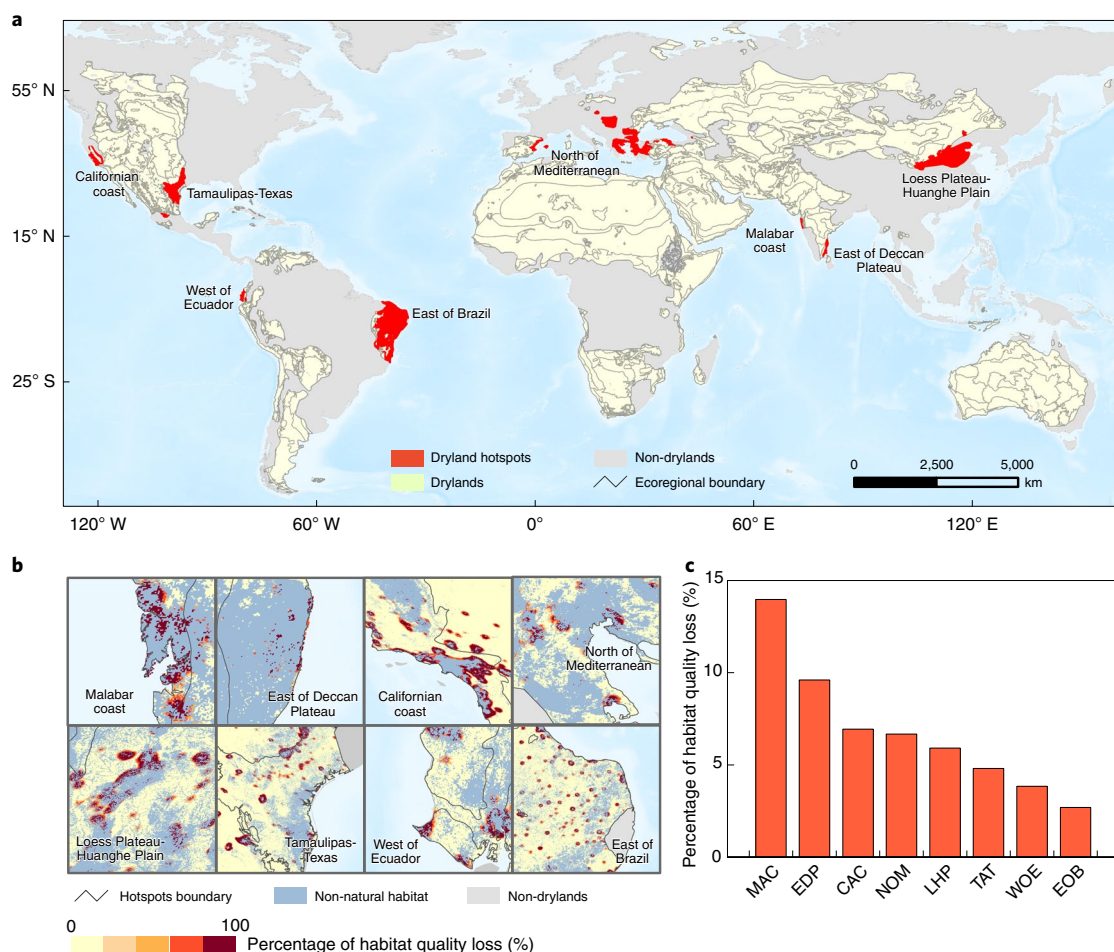 a
55° N
15° N
25° S
120° W
60° W
0°
60° E
120° E
Californian
coast
Tamaulipas-Texas
West of
Ecuador
East of Brazil
North of
Mediterranean
Malabar
coast
East of Deccan
Plateau
Loess Plateau-
Huanghe Plain
Dryland hotspots
Drylands
Non-drylands
Ecoregional boundary
0 2,500 5,000
km
b
Malabar
coast
East of Deccan
Plateau
Californian
coast
North of
Mediterranean
Loess Plateau-
Huanghe Plain
Tamaulipas-
Texas
West of
Ecuador
East of
Brazil
Hotspots boundary
Non-natural habitat
Non-drylands
0 100
Percentage of habitat quality loss (%)
c
Percentage of habitat quality loss (%)
15
10
5
0
MAC
EDP
CAC
NOM
LHP
TAT
WOE
EOB